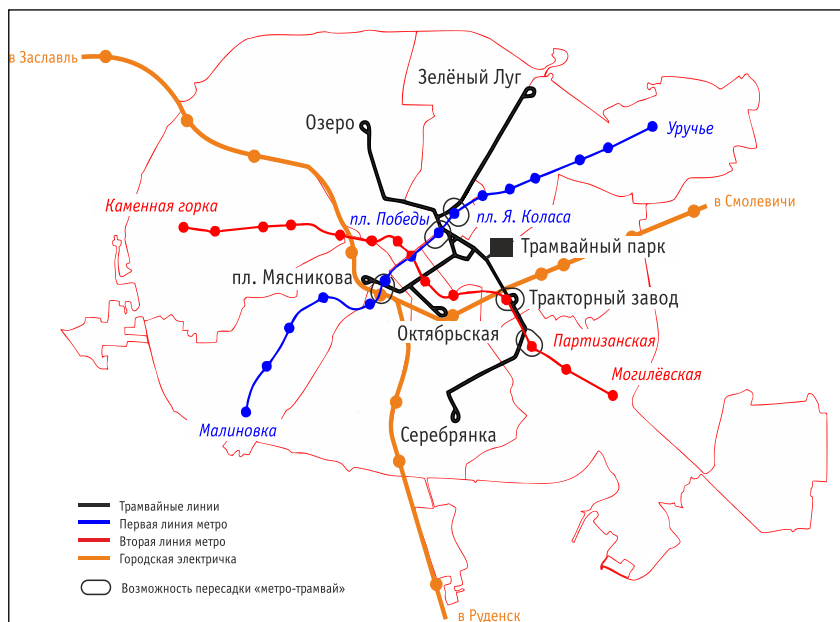 в Заславль
Зелёный Луг
Озеро
Уручье
Каменная горка
пл. Победы
пл. Я. Коласа
в Смолевичи
Трамвайный парк
пл. Мясникова
Тракторный завод
Октябрьская
Партизанская
Могилёвская
Малиновка
Серебрянка
Трамвайные линии
Первая линия метро
Вторая линия метро
Городская электричка
Возможность пересадки «метро-трамвай»
в Руденск